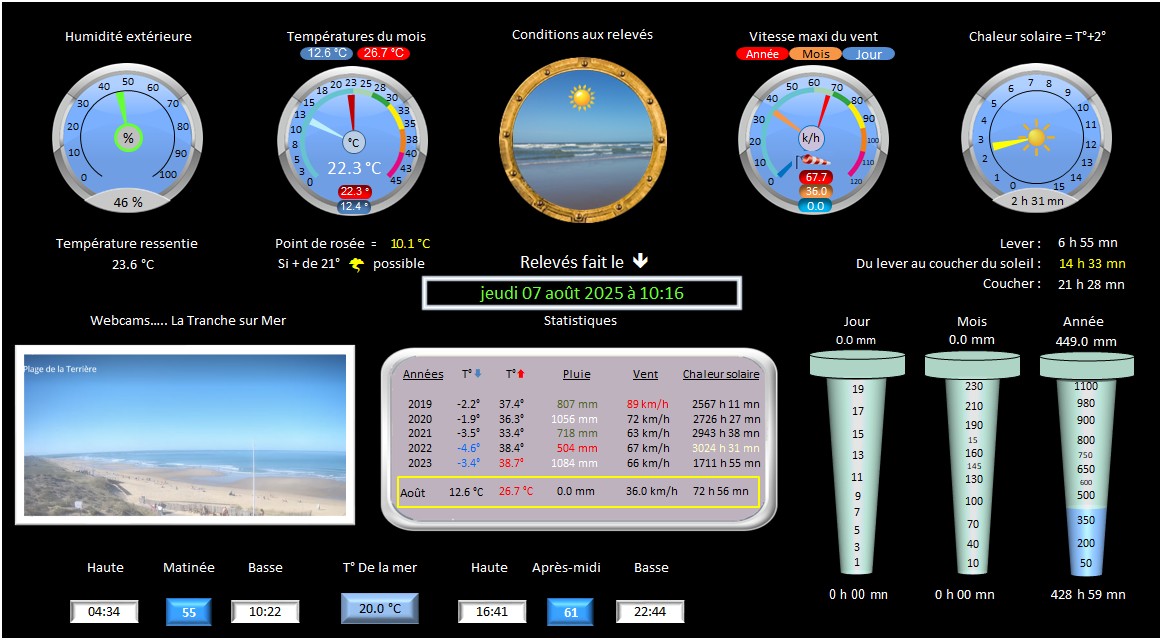 Humidité extérieure
Températures du mois
12.6 °C 26.7 °C
Conditions aux relevés
Vitesse maxi du vent
Année Mois Jour
Chaleur solaire = T°+2°
0 10 20 30 40 50 60 70 80 90 100
%
46 %
0 3 5 8 10 13 15 18 20 23 25 28 30 33 35 38 40 43 45
°C
22.3 °C
22.3 °
12.4 °
0 10 20 30 40 50 60 70 80 90 100 110 120
k/h
67.7
36.0
0.0
0 1 2 3 4 5 6 7 8 9 10 11 12 13 14 15
2 h 31 mn
Température ressentie
23.6 °C
Point de rosée = 10.1 °C
Si + de 21° possible
Relevés fait le
jeudi 07 août 2025 à 10:16
Lever : 6 h 55 mn
Du lever au coucher du soleil : 14 h 33 mn
Coucher : 21 h 28 mn
Webcams..... La Tranche sur Mer
Plage de la Terrière
Statistiques
Années T° T° Pluie Vent Chaleur solaire
2019 -2.2° 37.4° 807 mm 89 km/h 2567 h 11 mn
2020 -1.9° 36.3° 1056 mm 72 km/h 2726 h 27 mn
2021 -3.5° 33.4° 718 mm 63 km/h 2943 h 38 mn
2022 -4.6° 38.4° 504 mm 67 km/h 3024 h 31 mn
2023 -3.4° 38.7° 1084 mm 66 km/h 1711 h 55 mn
Août 12.6 °C 26.7 °C 0.0 mm 36.0 km/h 72 h 56 mn
Jour
0.0 mm
19
17
15
13
11
9
7
5
3
1
0 h 00 mn
Mois
0.0 mm
230
210
190
15
160
145
130
100
70
40
10
0 h 00 mn
Année
449.0 mm
1100
980
900
800
750
650
600
500
350
200
50
428 h 59 mn
Haute Matinée Basse
04:34 55 10:22
T° De la mer
20.0 °C
Haute Après-midi Basse
16:41 61 22:44